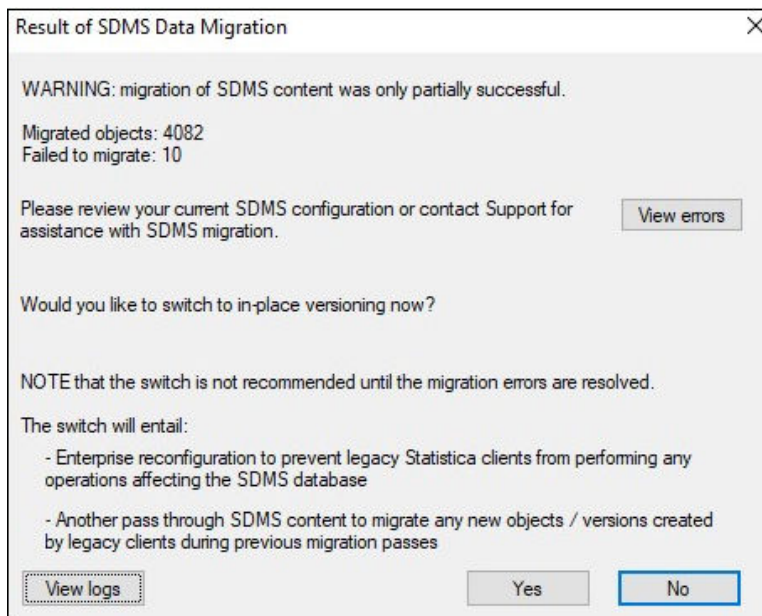 Result of SDMS Data Migration
WARNING: migration of SDMS content was only partially successful.
Migrated objects: 4082
Failed to migrate: 10
Please review your current SDMS configuration or contact Support for
assistance with SDMS migration.
View errors
Would you like to switch to in-place versioning now?
NOTE that the switch is not recommended until the migration errors are resolved.
The switch will entail:
- Enterprise reconfiguration to prevent legacy Statistica clients from performing any
operations affecting the SDMS database
- Another pass through SDMS content to migrate any new objects / versions created
by legacy clients during previous migration passes
View logs
Yes
No